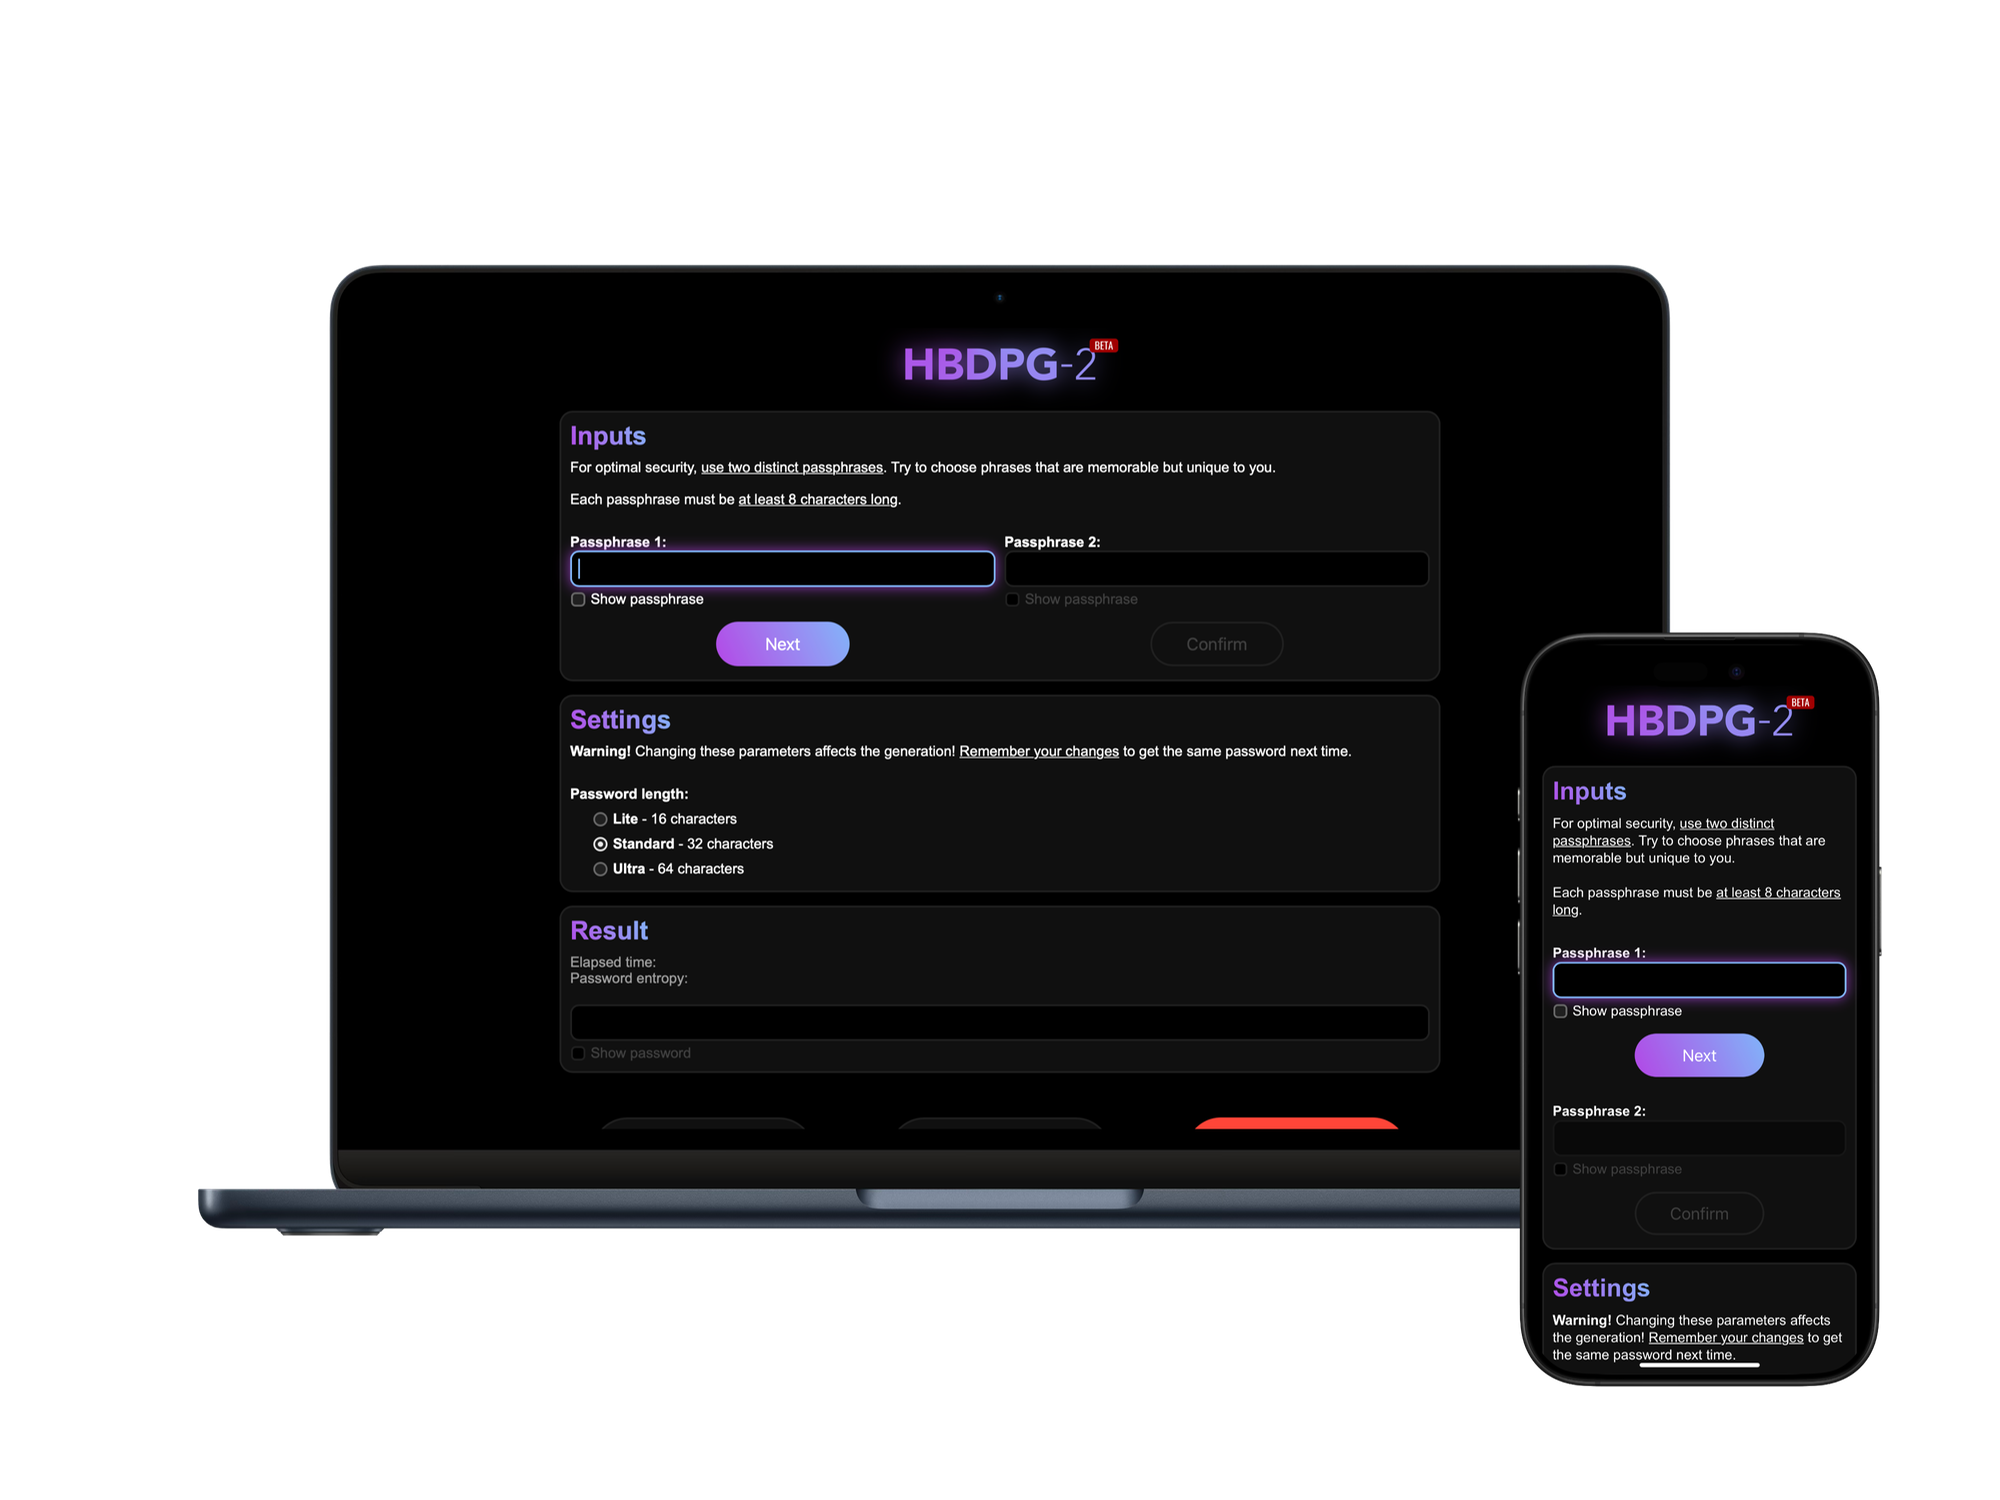 HBDPG-2
BETA
Inputs
For optimal security, use two distinct passphrases. Try to choose phrases that are memorable but unique to you.
Each passphrase must be at least 8 characters long.
Passphrase 1:
Passphrase 2:
Show passphrase
Show passphrase
Next
Confirm
Settings
Warning! Changing these parameters affects the generation! Remember your changes to get the same password next time.
Password length:
Lite - 16 characters
Standard - 32 characters
Ultra - 64 characters
Result
Elapsed time:
Password entropy:
Show password
HBDPG-2
BETA
Inputs
For optimal security, use two distinct
passphrases. Try to choose phrases that are
memorable but unique to you.
Each passphrase must be at least 8 characters
long.
Passphrase 1:
Show passphrase
Next
Passphrase 2:
Show passphrase
Confirm
Settings
Warning! Changing these parameters affects
the generation! Remember your changes to get
the same password next time.